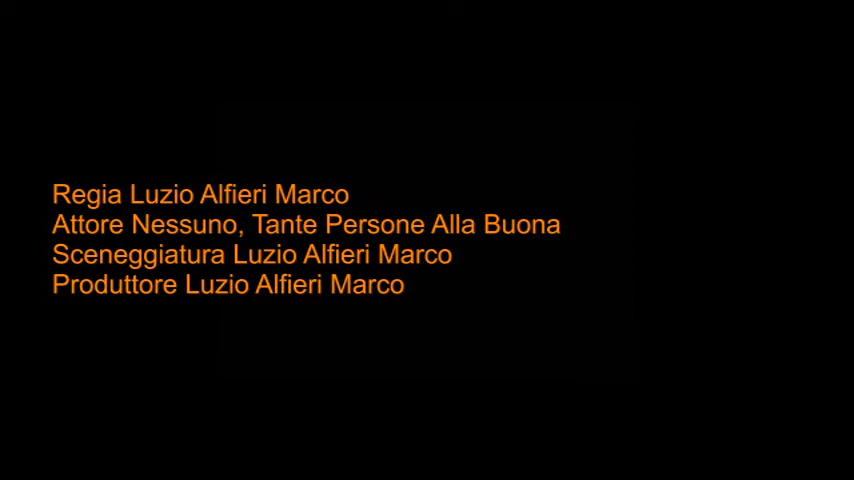 Regia Luzio Alfieri Marco
Attore Nessuno, Tante Persone Alla Buona
Sceneggiatura Luzio Alfieri Marco
Produttore Luzio Alfieri Marco